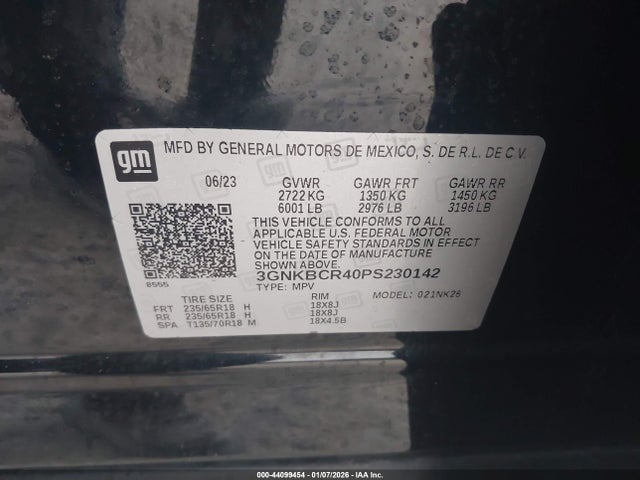 gm
MFD BY GENERAL MOTORS DE MEXICO, S. DE R.L. DE C.V.
06/23 GVWR GAWR FRT GAWR RR
2722 KG 1350 KG 1450 KG
6001 LB 2976 LB 3196 LB
THIS VEHICLE CONFORMS TO ALL
APPLICABLE U.S. FEDERAL MOTOR
VEHICLE SAFETY STANDARDS IN EFFECT
ON THE DATE OF MANUFACTURE
SHOWN ABOVE.
3GNKBCR40PS230142
8555 TYPE: MPV
TIRE SIZE RIM MODEL: 021NK26
FRT 235/65R18 H 18X8J
RR 235/65R18 H 18X8J
SPA T135/70R18 M 18X4.5B
000-44099454 | 01/07/2026 | IAA Inc.